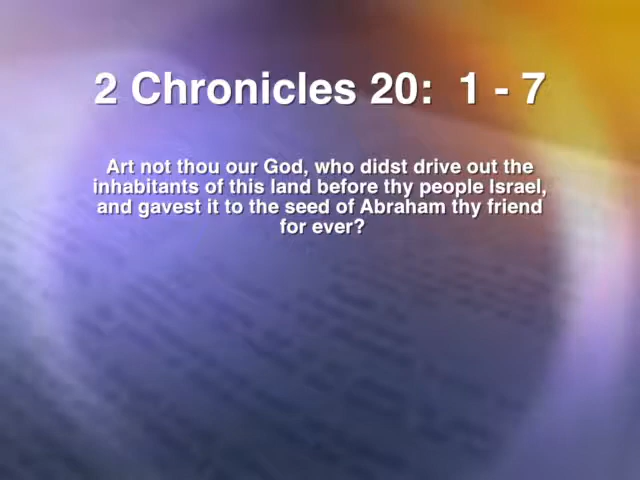 2 Chronicles 20:  1 - 7
Art not thou our God, who didst drive out the
inhabitants of this land before thy people Israel,
and gavest it to the seed of Abraham thy friend
for ever?